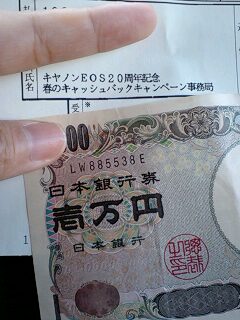 氏名
キヤノンEOS20周年記念
春のキャッシュバックキャンペーン事務局
受
00
LW885538E
日本銀行券
壱万円
日本銀行
1